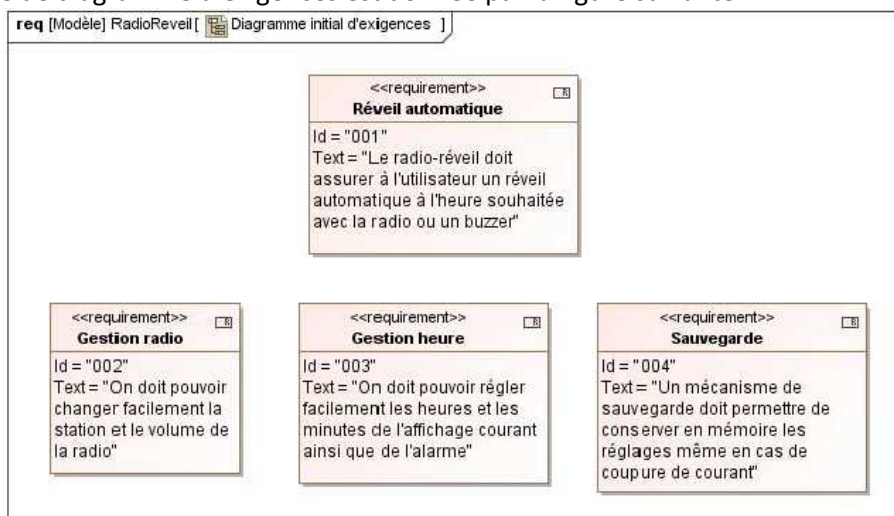 req [Modèle] RadioReveil [ Diagramme initial d'exigences ]
<<requirement>>
Réveil automatique
Id = "001"
Text = "Le radio-réveil doit
assurer à l'utilisateur un réveil
automatique à l'heure souhaitée
avec la radio ou un buzzer"
<<requirement>>
Gestion radio
Id = "002"
Text = "On doit pouvoir
changer facilement la
station et le volume de
la radio"
<<requirement>>
Gestion heure
Id = "003"
Text = "On doit pouvoir régler
facilement les heures et les
minutes de l'affichage courant
ainsi que de l'alarme"
<<requirement>>
Sauvegarde
Id = "004"
Text = "Un mécanisme de
sauvegarde doit permettre de
conserver en mémoire les
réglages même en cas de
coupure de courant"